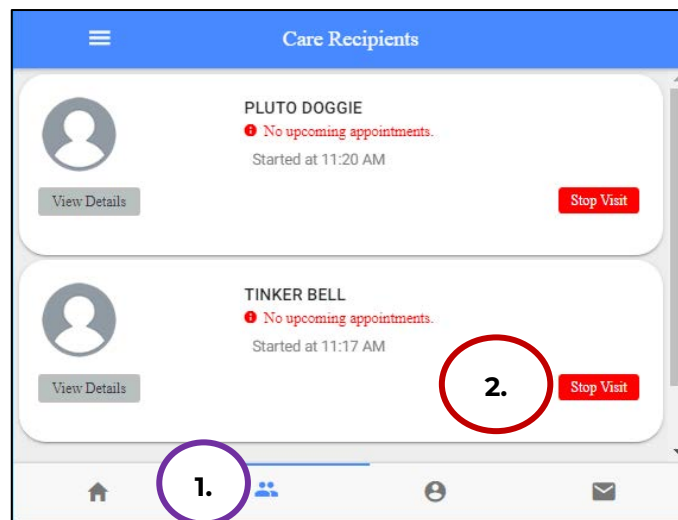 Care Recipients
PLUTO DOGGIE
No upcoming appointments.
Started at 11:20 AM
View Details
Stop Visit
TINKER BELL
No upcoming appointments.
Started at 11:17 AM
View Details
2.
Stop Visit
1.